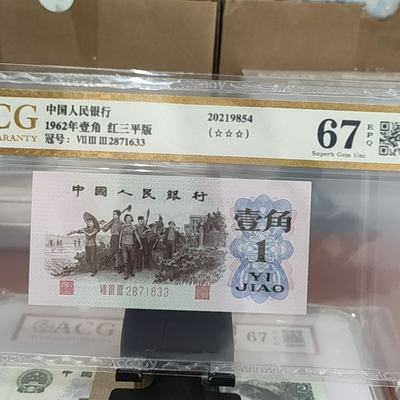 ACG
中国人民银行
GUARANTY
1962年壹角 红三平版
冠号：Ⅶ Ⅲ Ⅲ 2871633
20219854
(☆☆☆)
67 EPQ
Superb Gem Unc
中國人民銀行
壹角
1
YI
JIAO
Ⅶ Ⅲ Ⅲ 2871633
ACG
67